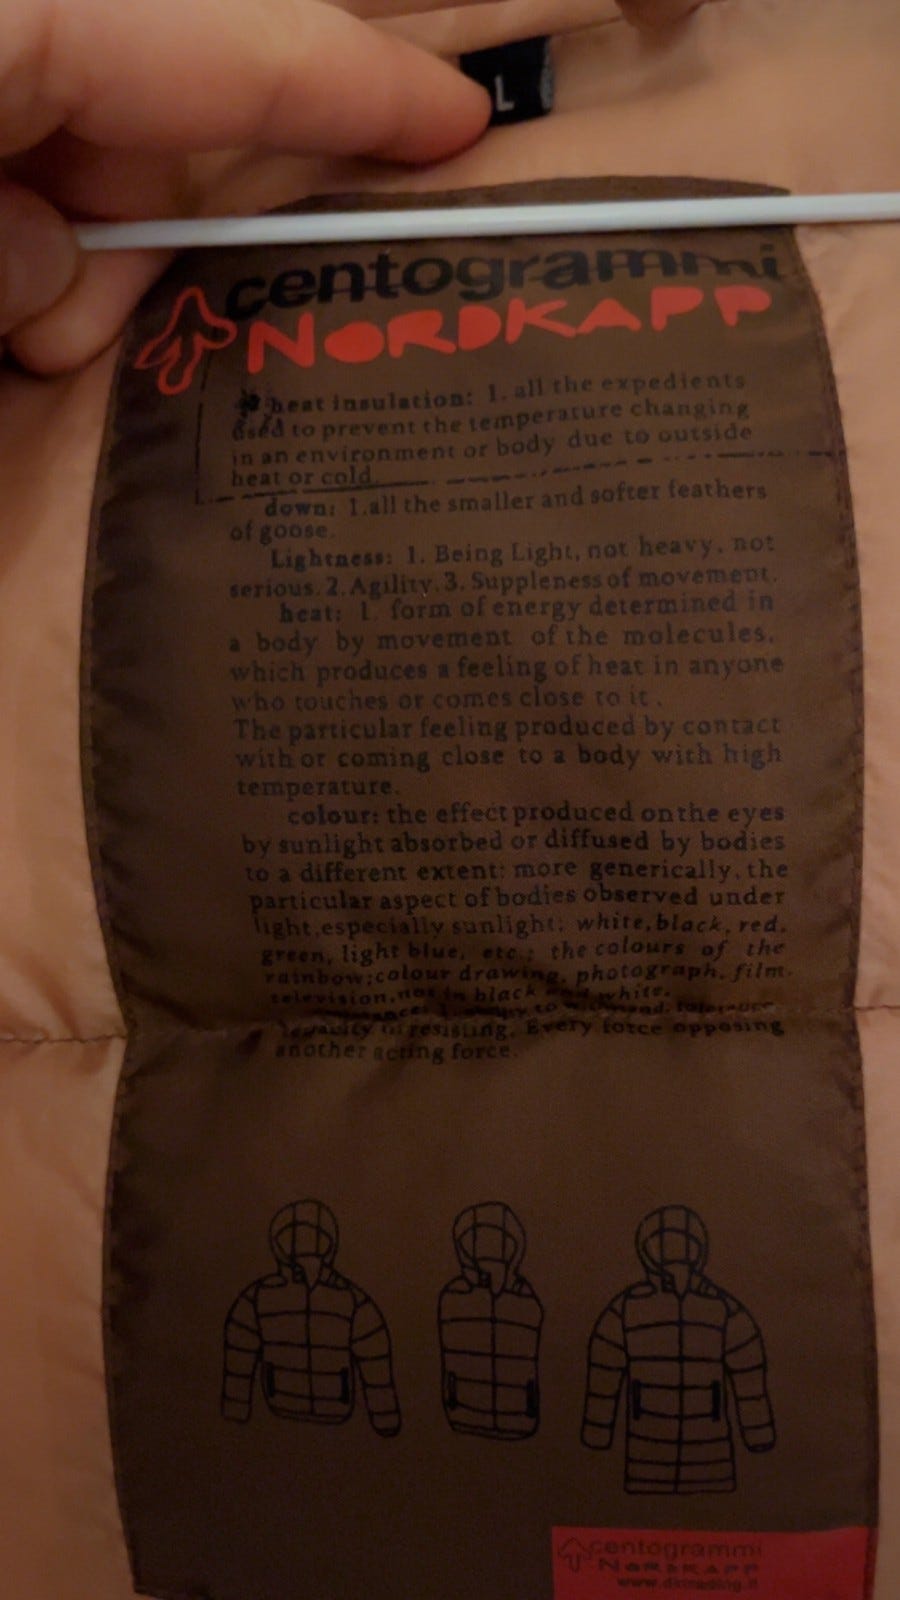 L
centogrammi
NORDKAPP
heat insulation: 1. all the expedients
used to prevent the temperature changing
in an environment or body due to outside
heat or cold.
down: 1.all the smaller and softer feathers
of goose.
Lightness: 1. Being Light, not heavy, not
serious. 2.Agility.3. Suppleness of movement.
heat: 1. form of energy determined in
a body by movement of the molecules,
which produces a feeling of heat in anyone
who touches or comes close to it.
The particular feeling produced by contact
with or coming close to a body with high
temperature.
colour: the effect produced on the eyes
by sunlight absorbed or diffused by bodies
to a different extent: more generically, the
particular aspect of bodies observed under
light,especially sunlight: white,black, red,
green, light blue, etc.; the colours of the
rainbow;colour drawing, photograph, film,
television,not in black and white.
1. ability to withstand, tolerance,
capacity of resisting. Every force opposing
another acting force.
centogrammi
NORDKAPP